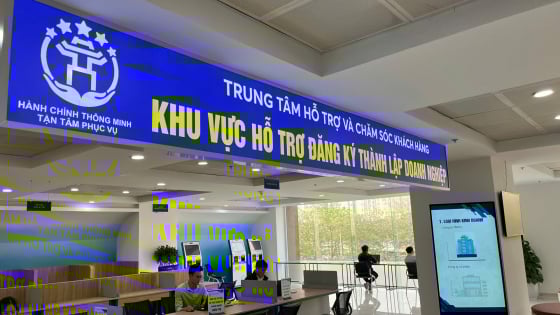 HÀNH CHÍNH THÔNG MINH
TẬN TÂM PHỤC VỤ
TRUNG TÂM HỖ TRỢ VÀ CHĂM SÓC KHÁCH HÀNG
KHU VỰC HỖ TRỢ ĐĂNG KÝ THÀNH LẬP DOANH NGHIỆP